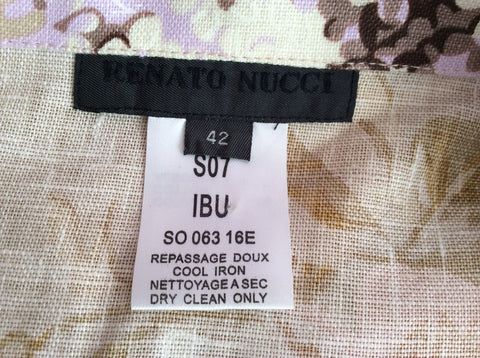 RENATO NUCCI
42
S07
IBU
SO 063 16E
REPASSAGE DOUX
COOL IRON
NETTOYAGE A SEC
DRY CLEAN ONLY